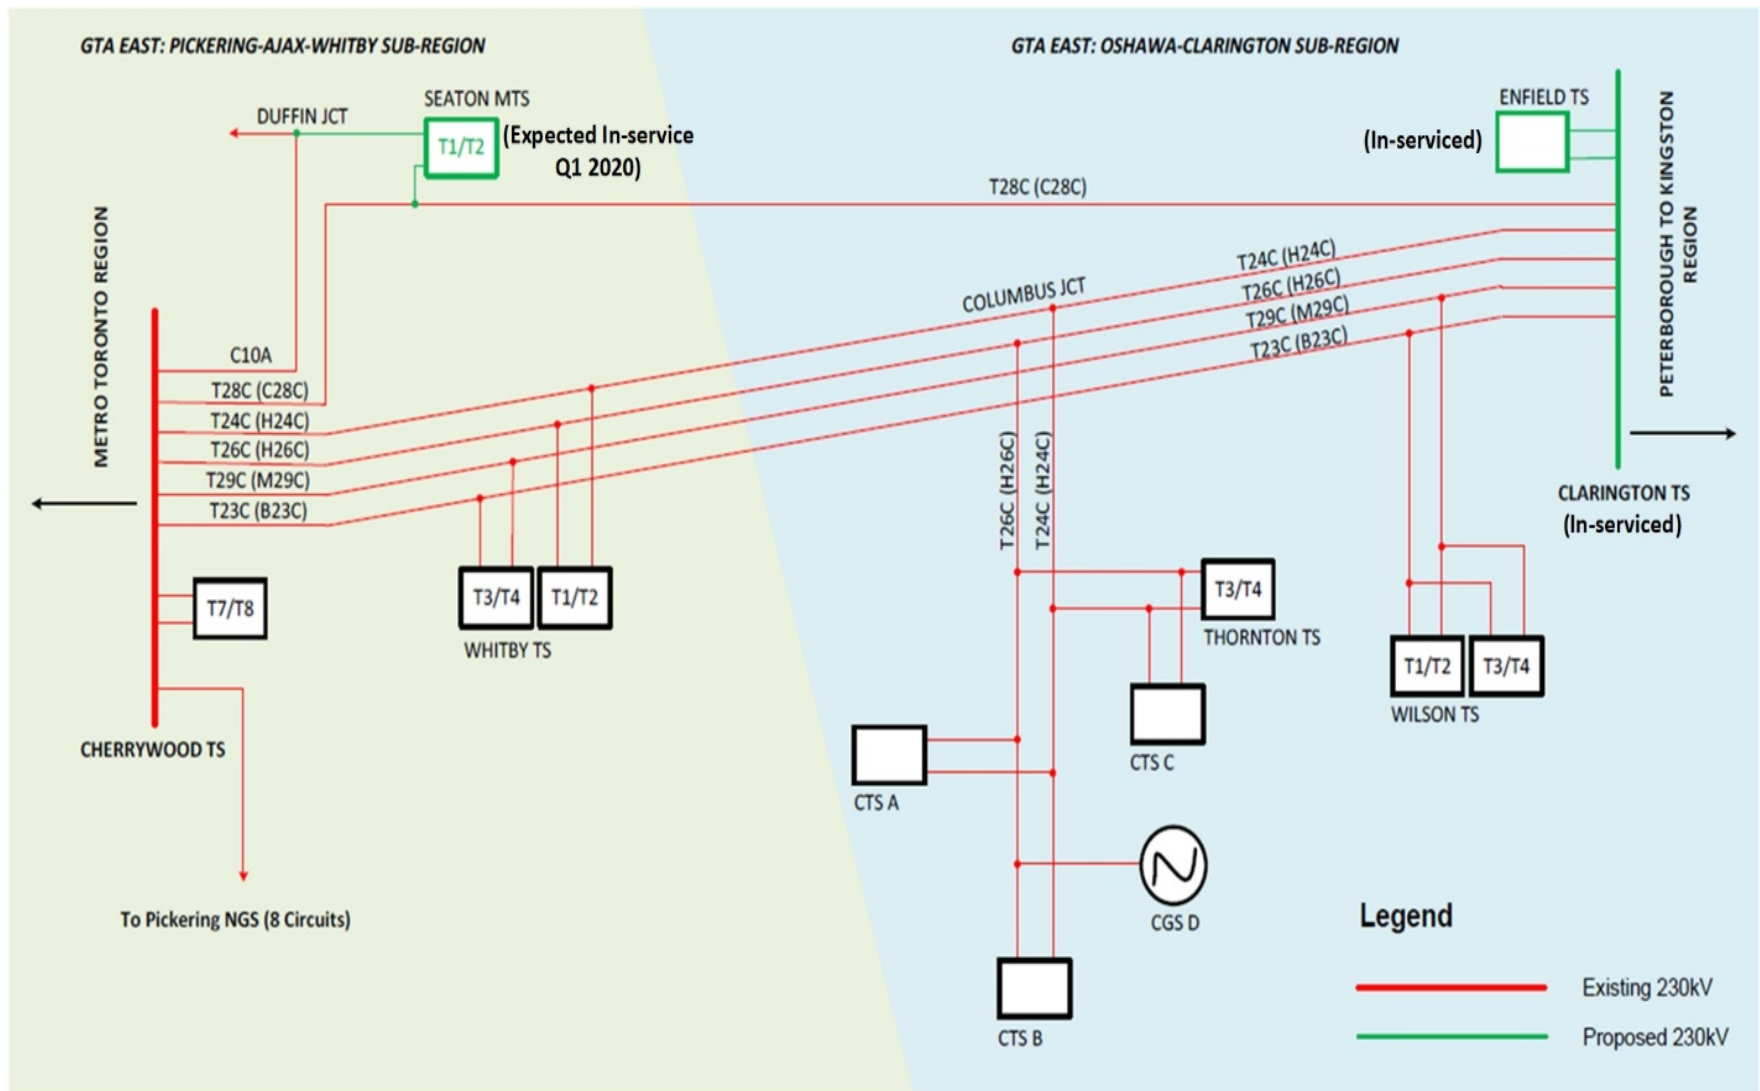 GTA EAST: PICKERING-AJAX-WHITBY SUB-REGION
GTA EAST: OSHAWA-CLARINGTON SUB-REGION
DUFFIN JCT
SEATON MTS
T1/T2
(Expected In-service
Q1 2020)
ENFIELD TS
(In-serviced)
T28C (C28C)
METRO TORONTO REGION
PETERBOROUGH TO KINGSTON
REGION
COLUMBUS JCT
T24C (H24C)
T26C (H26C)
T29C (M29C)
T23C (B23C)
C10A
T28C (C28C)
T24C (H24C)
T26C (H26C)
T29C (M29C)
T23C (B23C)
T26C (H26C)
T24C (H24C)
CLARINGTON TS
(In-serviced)
T7/T8
T3/T4
T1/T2
WHITBY TS
T3/T4
THORNTON TS
T1/T2
T3/T4
WILSON TS
CHERRYWOOD TS
CTS C
CTS A
To Pickering NGS (8 Circuits)
CGS D
CTS B
Legend
Existing 230kV
Proposed 230kV